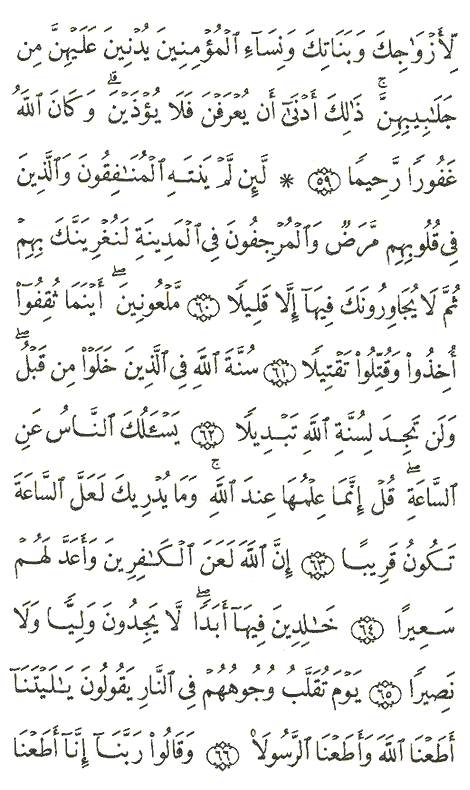 لِّأَزۡوَٰجِكَ وَبَنَاتِكَ وَنِسَآءِ ٱلۡمُؤۡمِنِينَ يُدۡنِينَ عَلَيۡهِنَّ مِن
جَلَٰبِيبِهِنَّۚ ذَٰلِكَ أَدۡنَىٰٓ أَن يُعۡرَفۡنَ فَلَا يُؤۡذَيۡنَۗ وَكَانَ ٱللَّهُ
غَفُورٗا رَّحِيمٗا ٥٩ * لَّئِن لَّمۡ يَنتَهِ ٱلۡمُنَٰفِقُونَ وَٱلَّذِينَ
فِي قُلُوبِهِم مَّرَضٞ وَٱلۡمُرۡجِفُونَ فِي ٱلۡمَدِينَةِ لَنُغۡرِيَنَّكَ بِهِمۡ
ثُمَّ لَا يُجَاوِرُونَكَ فِيهَآ إِلَّا قَلِيلٗا ٦٠ مَّلۡعُونِينَۖ أَيۡنَمَا ثُقِفُوٓاْ
أُخِذُواْ وَقُتِّلُواْ تَقۡتِيلٗا ٦١ سُنَّةَ ٱللَّهِ فِي ٱلَّذِينَ خَلَوۡاْ مِن قَبۡلُۖ
وَلَن تَجِدَ لِسُنَّةِ ٱللَّهِ تَبۡدِيلٗا ٦٢ يَسۡـَٔلُكَ ٱلنَّاسُ عَنِ
ٱلسَّاعَةِۖ قُلۡ إِنَّمَا عِلۡمُهَا عِندَ ٱللَّهِۚ وَمَا يُدۡرِيكَ لَعَلَّ ٱلسَّاعَةَ
تَكُونُ قَرِيبًا ٦٣ إِنَّ ٱللَّهَ لَعَنَ ٱلۡكَٰفِرِينَ وَأَعَدَّ لَهُمۡ
سَعِيرًا ٦٤ خَٰلِدِينَ فِيهَآ أَبَدٗاۖ لَّا يَجِدُونَ وَلِيّٗا وَلَا
نَصِيرٗا ٦٥ يَوۡمَ تُقَلَّبُ وُجُوهُهُمۡ فِي ٱلنَّارِ يَقُولُونَ يَٰلَيۡتَنَآ
أَطَعۡنَا ٱللَّهَ وَأَطَعۡنَا ٱلرَّسُولَا۠ ٦٦ وَقَالُواْ رَبَّنَآ إِنَّآ أَطَعۡنَا